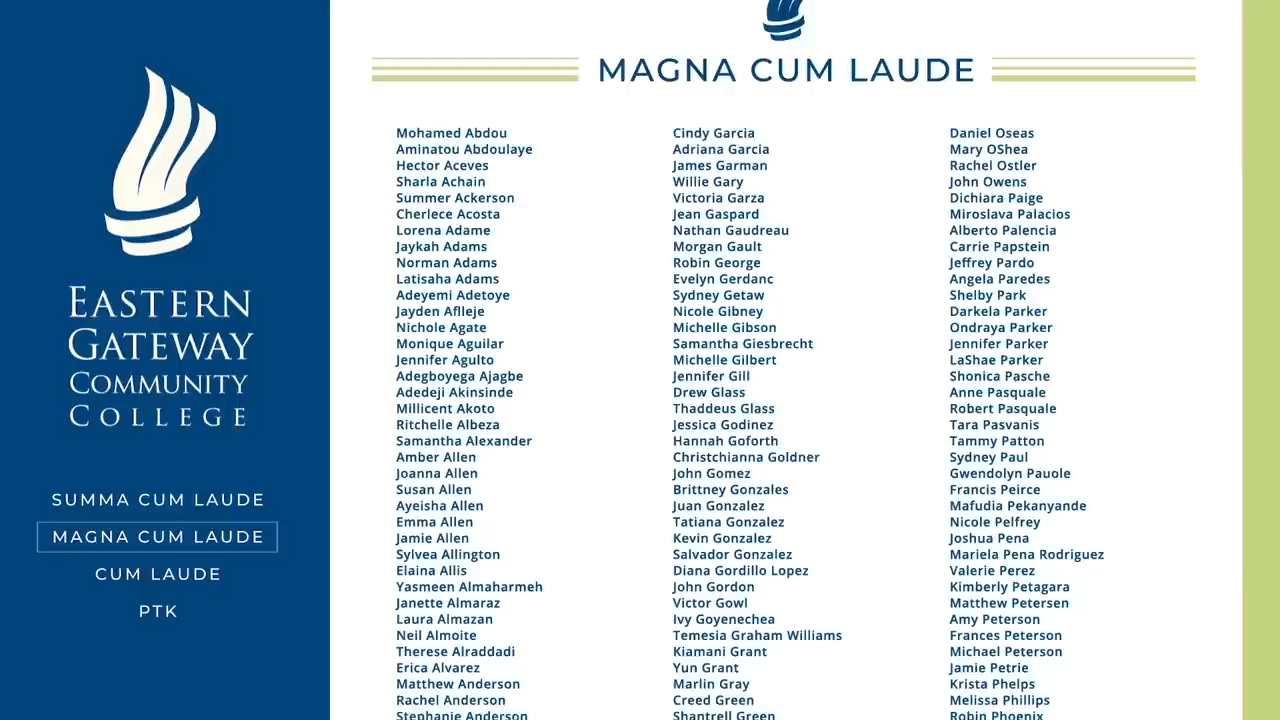 EASTERN
GATEWAY
COMMUNITY
COLLEGE
SUMMA CUM LAUDE
MAGNA CUM LAUDE
CUM LAUDE
PTK
MAGNA CUM LAUDE
Mohamed Abdou
Aminatou Abdoulaye
Hector Aceves
Sharla Achain
Summer Ackerson
Cherlece Acosta
Lorena Adame
Jaykah Adams
Norman Adams
Latisaha Adams
Adeyemi Adetoye
Jayden Aflleje
Nichole Agate
Monique Aguilar
Jennifer Agulto
Adegboyega Ajagbe
Adedeji Akinsinde
Millicent Akoto
Ritchelle Albeza
Samantha Alexander
Amber Allen
Joanna Allen
Susan Allen
Ayeisha Allen
Emma Allen
Jamie Allen
Sylvea Allington
Elaina Allis
Yasmeen Almaharmeh
Janette Almaraz
Laura Almazan
Neil Almoite
Therese Alraddadi
Erica Alvarez
Matthew Anderson
Rachel Anderson
Stephanie Anderson
Cindy Garcia
Adriana Garcia
James Garman
Willie Gary
Victoria Garza
Jean Gaspard
Nathan Gaudreau
Morgan Gault
Robin George
Evelyn Gerdanc
Sydney Getaw
Nicole Gibney
Michelle Gibson
Samantha Giesbrecht
Michelle Gilbert
Jennifer Gill
Drew Glass
Thaddeus Glass
Jessica Godinez
Hannah Goforth
Christchianna Goldner
John Gomez
Brittney Gonzales
Juan Gonzalez
Tatiana Gonzalez
Kevin Gonzalez
Salvador Gonzalez
Diana Gordillo Lopez
John Gordon
Victor Gowl
Ivy Goyenechea
Temesia Graham Williams
Kiamani Grant
Yun Grant
Marlin Gray
Creed Green
Shantrell Green
Daniel Oseas
Mary OShea
Rachel Ostler
John Owens
Dichiara Paige
Miroslava Palacios
Alberto Palencia
Carrie Papstein
Jeffrey Pardo
Angela Paredes
Shelby Park
Darkela Parker
Ondraya Parker
Jennifer Parker
LaShae Parker
Shonica Pasche
Anne Pasquale
Robert Pasquale
Tara Pasvanis
Tammy Patton
Sydney Paul
Gwendolyn Pauole
Francis Peirce
Mafudia Pekanyande
Nicole Pelfrey
Joshua Pena
Mariela Pena Rodriguez
Valerie Perez
Kimberly Petagara
Matthew Petersen
Amy Peterson
Frances Peterson
Michael Peterson
Jamie Petrie
Krista Phelps
Melissa Phillips
Robin Phoenix